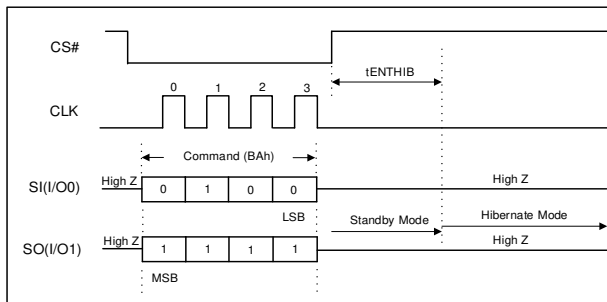 CS#
tENTHIB
0 1 2 3
CLK
Command (BAh)
High Z
High Z
SI(I/O0)
0 1 0 0
LSB
Standby Mode
Hibernate Mode
High Z
High Z
SO(I/O1)
1 1 1 1
MSB